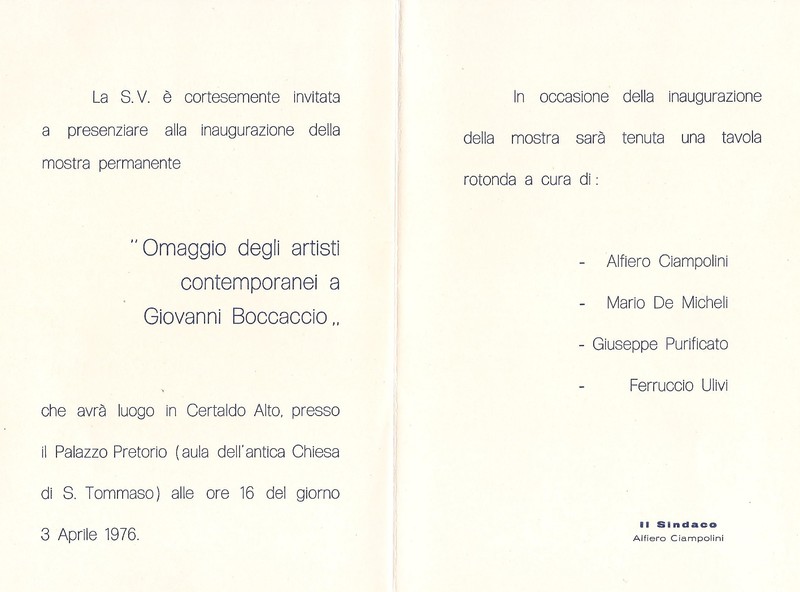 La S.V. è cortesemente invitata
a presenziare alla inaugurazione della
mostra permanente
"Omaggio degli artisti
contemporanei a
Giovanni Boccaccio„
che avrà luogo in Certaldo Alto, presso
il Palazzo Pretorio (aula dell'antica Chiesa
di S. Tommaso) alle ore 16 del giorno
3 Aprile 1976.
In occasione della inaugurazione
della mostra sarà tenuta una tavola
rotonda a cura di :
- Alfiero Ciampolini
- Mario De Micheli
- Giuseppe Purificato
- Ferruccio Ulivi
Il Sindaco
Alfiero Ciampolini